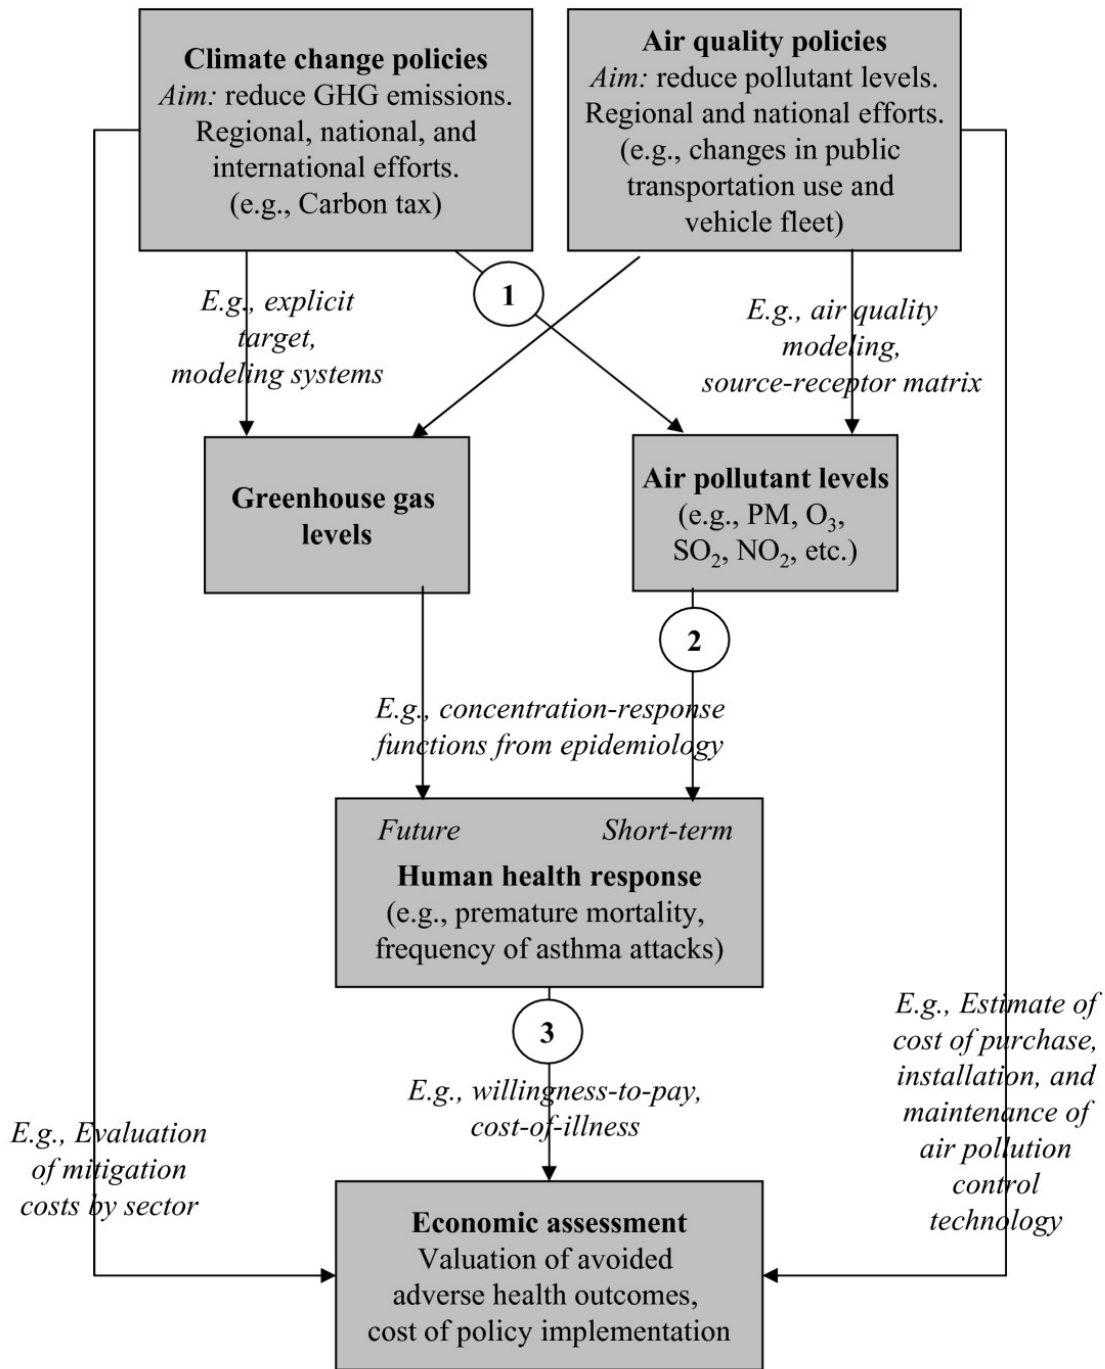 Climate change policies
Aim: reduce GHG emissions.
Regional, national, and
international efforts.
(e.g., Carbon tax)
Air quality policies
Aim: reduce pollutant levels.
Regional and national efforts.
(e.g., changes in public
transportation use and
vehicle fleet)
1
E.g., explicit
target,
modeling systems
E.g., air quality
modeling,
source-receptor matrix
Greenhouse gas
levels
Air pollutant levels
(e.g., PM, O₃,
SO₂, NO₂, etc.)
2
E.g., concentration-response
functions from epidemiology
Future
Short-term
Human health response
(e.g., premature mortality,
frequency of asthma attacks)
3
E.g., willingness-to-pay,
cost-of-illness
E.g., Evaluation
of mitigation
costs by sector
E.g., Estimate of
cost of purchase,
installation, and
maintenance of
air pollution
control
technology
Economic assessment
Valuation of avoided
adverse health outcomes,
cost of policy implementation